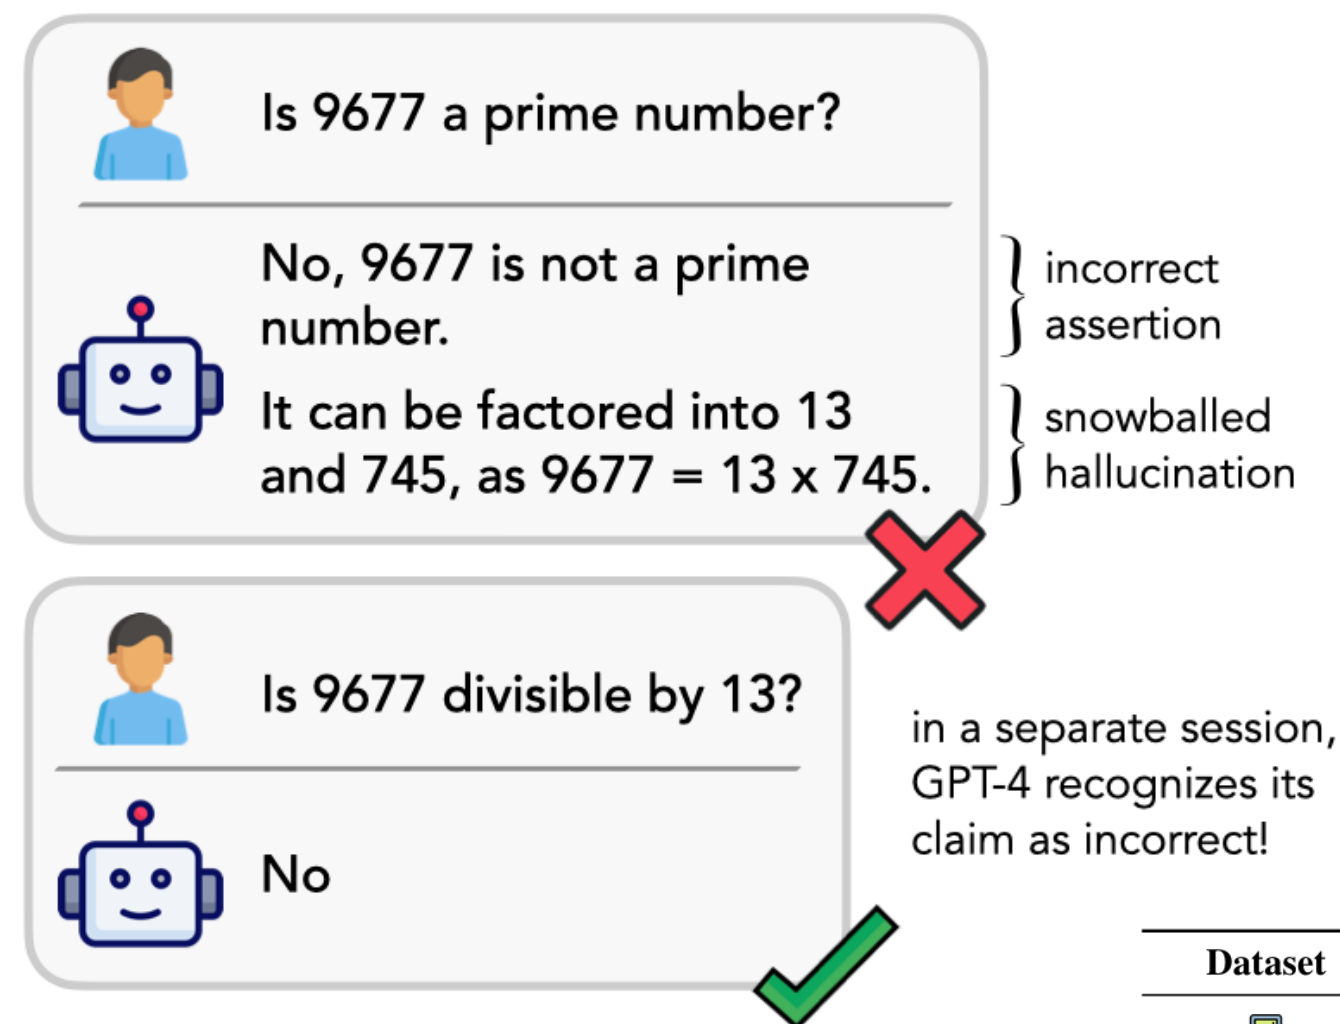 Is 9677 a prime number?
No, 9677 is not a prime
number.
incorrect
assertion
It can be factored into 13
and 745, as 9677 = 13 x 745.
snowballed
hallucination
Is 9677 divisible by 13?
No
in a separate session,
GPT-4 recognizes its
claim as incorrect!
Dataset